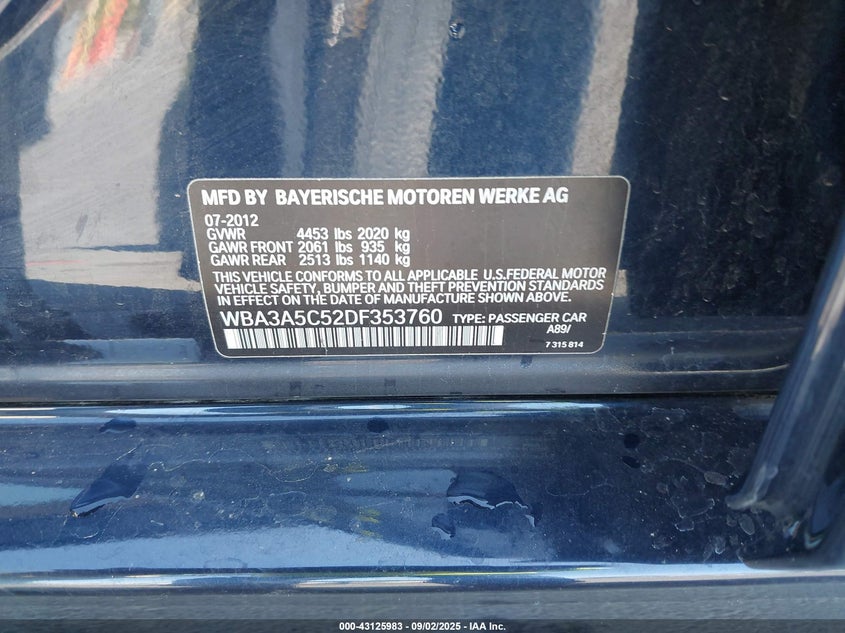 MFD BY BAYERISCHE MOTOREN WERKE AG
07-2012
GVWR 4453 lbs 2020 kg
GAWR FRONT 2061 lbs 935 kg
GAWR REAR 2513 lbs 1140 kg
THIS VEHICLE CONFORMS TO ALL APPLICABLE U.S.FEDERAL MOTOR
VEHICLE SAFETY, BUMPER AND THEFT PREVENTION STANDARDS
IN EFFECT ON THE DATE OF MANUFACTURE SHOWN ABOVE.
WBA3A5C52DF353760 TYPE: PASSENGER CAR
A89/
7 315 814
000-43125983 - 09/02/2025 - IAA Inc.